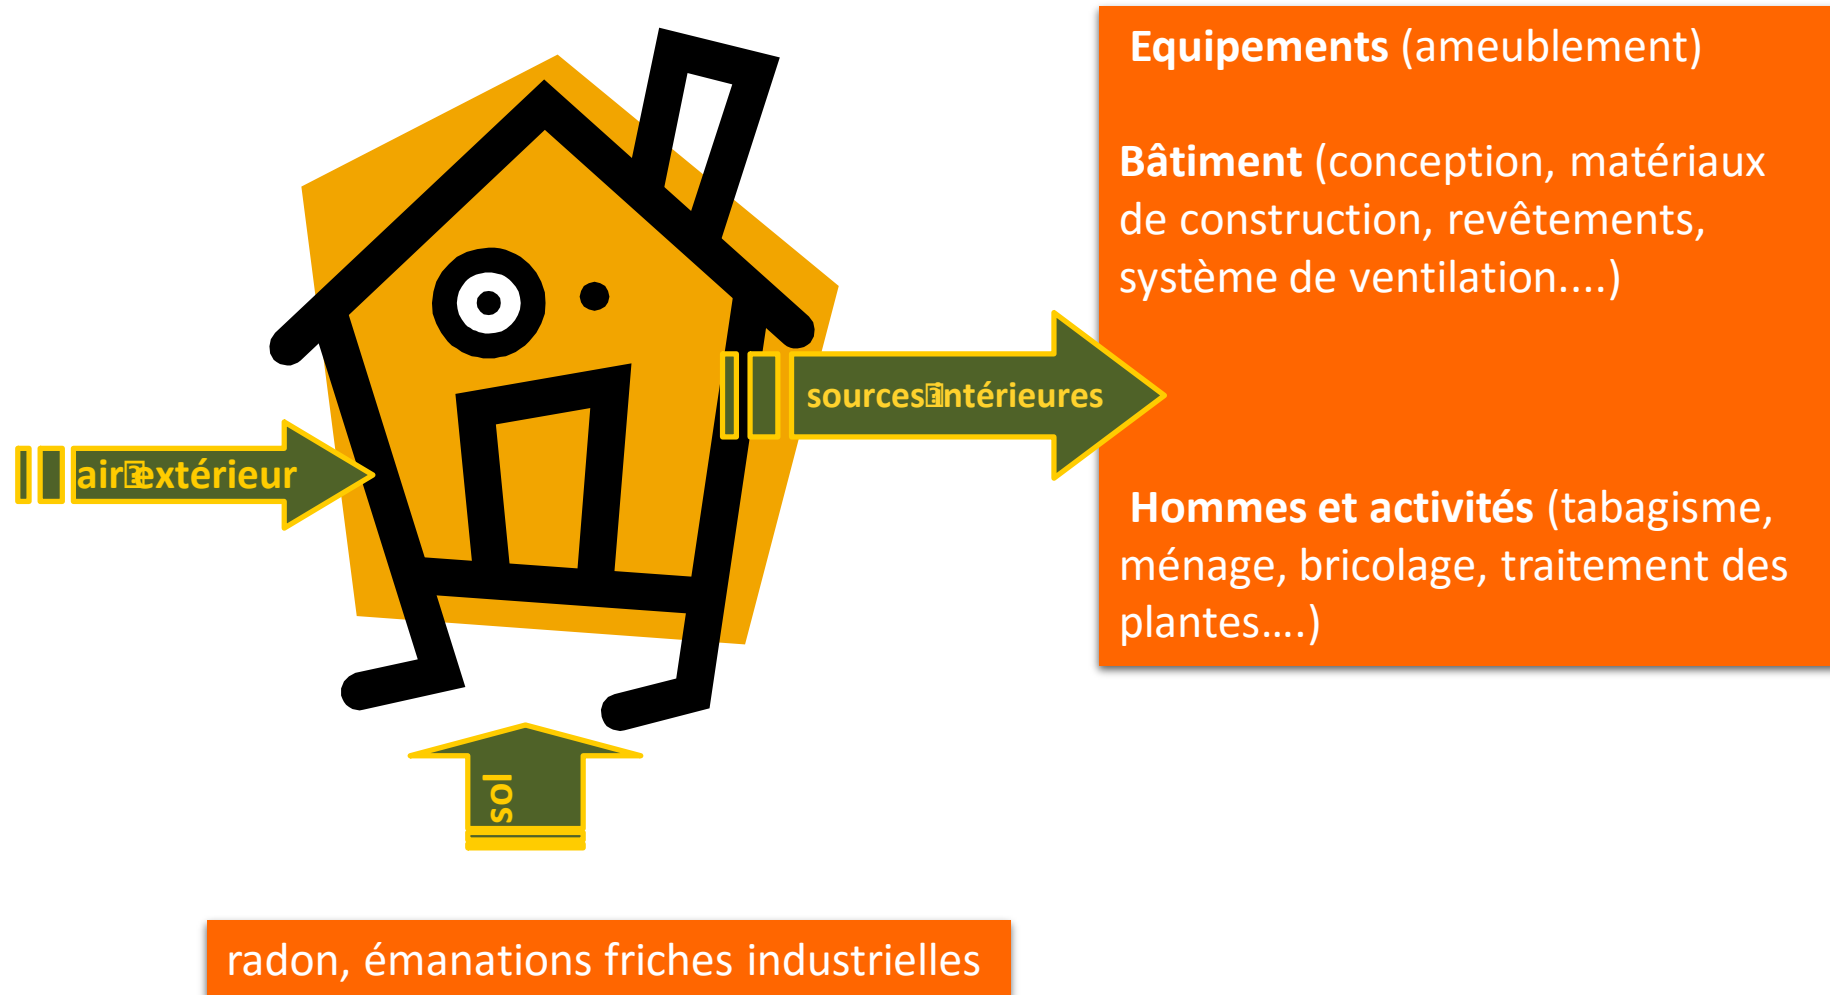 Equipements (ameublement)
Bâtiment (conception, matériaux
de construction, revêtements,
système de ventilation....)
sources intérieures
air extérieur
Hommes et activités (tabagisme,
ménage, bricolage, traitement des
plantes....)
sol
radon, émanations friches industrielles